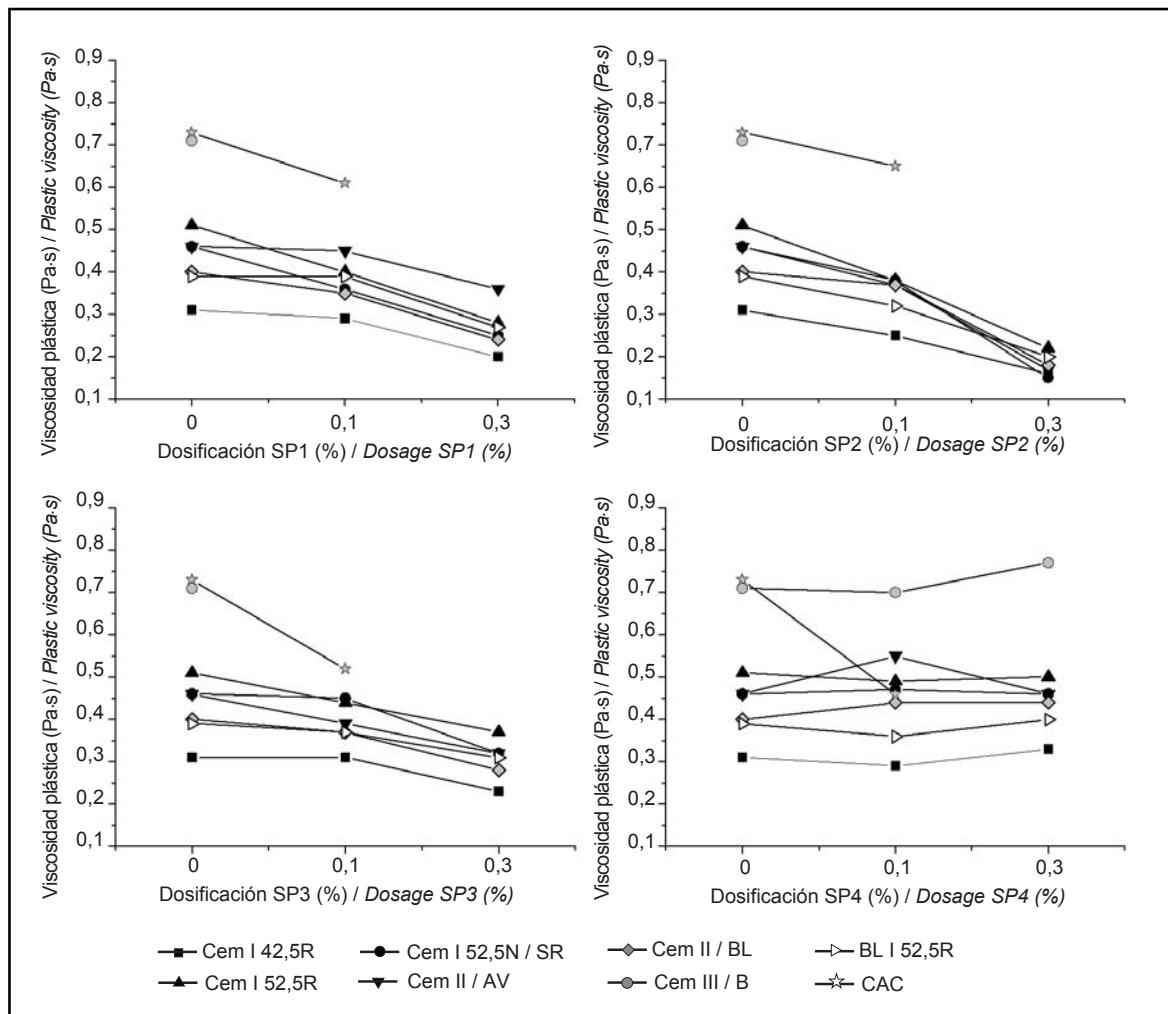 Viscosidad plástica (Pa·s) / Plastic viscosity (Pa·s)
0,9
0,8
0,7
0,6
0,5
0,4
0,3
0,2
0,1
0 0,1 0,3
Dosificación SP1 (%) / Dosage SP1 (%)
Viscosidad plástica (Pa·s) / Plastic viscosity (Pa·s)
0,9
0,8
0,7
0,6
0,5
0,4
0,3
0,2
0,1
0 0,1 0,3
Dosificación SP2 (%) / Dosage SP2 (%)
Viscosidad plástica (Pa·s) / Plastic viscosity (Pa·s)
0,9
0,8
0,7
0,6
0,5
0,4
0,3
0,2
0,1
0 0,1 0,3
Dosificación SP3 (%) / Dosage SP3 (%)
Viscosidad plástica (Pa·s) / Plastic viscosity (Pa·s)
0,9
0,8
0,7
0,6
0,5
0,4
0,3
0,2
0,1
0 0,1 0,3
Dosificación SP4 (%) / Dosage SP4 (%)
Cem I 42,5R Cem I 52,5N / SR Cem II / BL BL I 52,5R
Cem I 52,5R Cem II / AV Cem III / B CAC